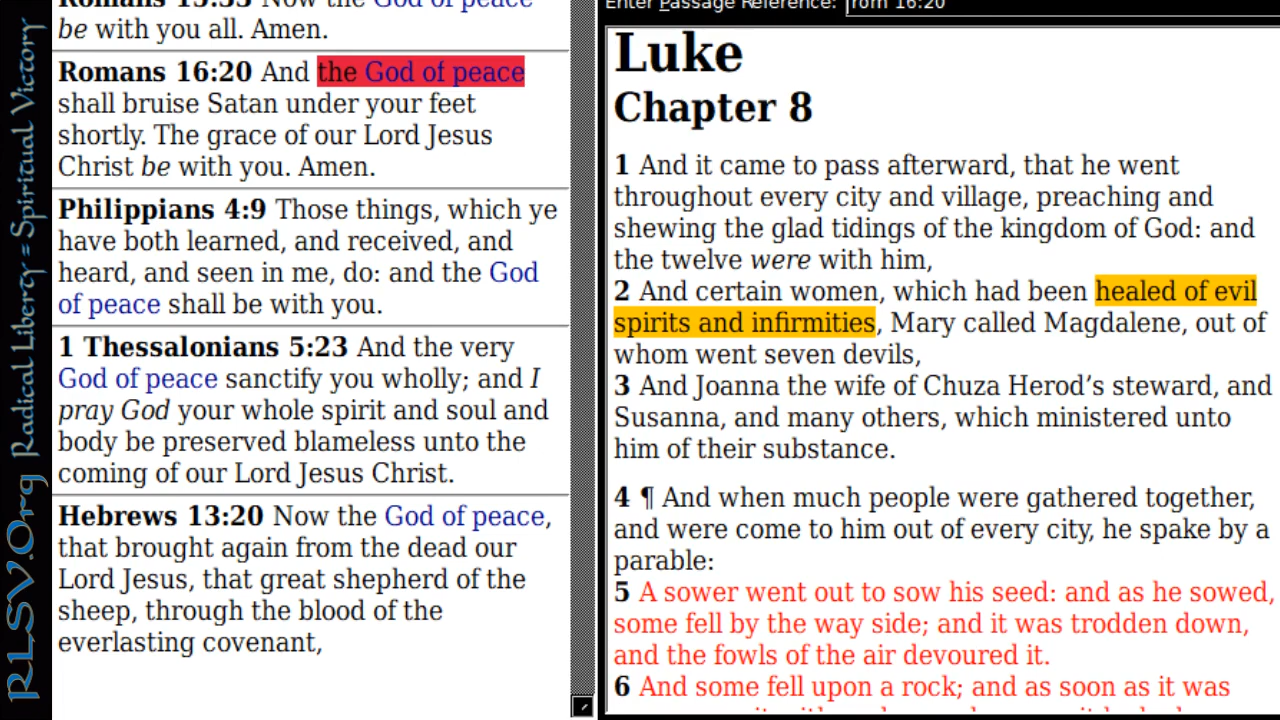 RLSV.Org Radical Liberty = Spiritual Victory
Romans 15:33 Now the God of peace
be with you all. Amen.
Romans 16:20 And the God of peace
shall bruise Satan under your feet
shortly. The grace of our Lord Jesus
Christ be with you. Amen.
Philippians 4:9 Those things, which ye
have both learned, and received, and
heard, and seen in me, do: and the God
of peace shall be with you.
1 Thessalonians 5:23 And the very
God of peace sanctify you wholly; and I
pray God your whole spirit and soul and
body be preserved blameless unto the
coming of our Lord Jesus Christ.
Hebrews 13:20 Now the God of peace,
that brought again from the dead our
Lord Jesus, that great shepherd of the
sheep, through the blood of the
everlasting covenant,
Enter Passage Reference: rom 16:20
Luke
Chapter 8
1 And it came to pass afterward, that he went
throughout every city and village, preaching and
shewing the glad tidings of the kingdom of God: and
the twelve were with him,
2 And certain women, which had been healed of evil
spirits and infirmities, Mary called Magdalene, out of
whom went seven devils,
3 And Joanna the wife of Chuza Herod’s steward, and
Susanna, and many others, which ministered unto
him of their substance.
4 ¶ And when much people were gathered together,
and were come to him out of every city, he spake by a
parable:
5 A sower went out to sow his seed: and as he sowed,
some fell by the way side; and it was trodden down,
and the fowls of the air devoured it.
6 And some fell upon a rock; and as soon as it was